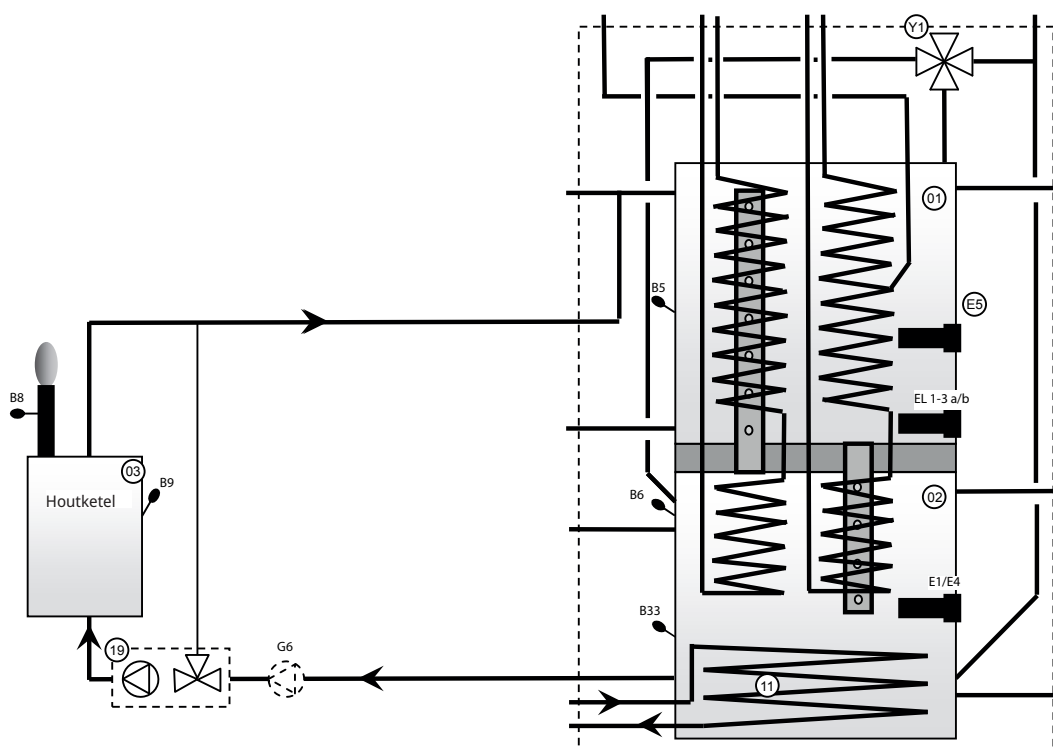 Y1
01
B5
E5
B8
EL 1-3 a/b
03
B9
Houtketel
B6
02
E1/E4
B33
19
G6
11